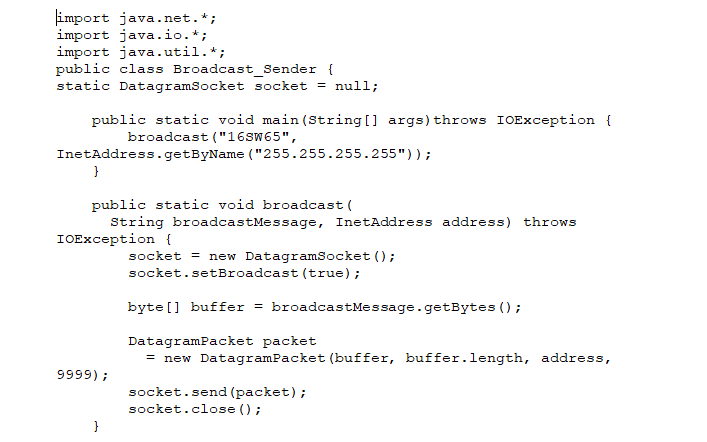 import java.net.*;
import java.io.*;
import java.util.*;
public class Broadcast_Sender {
static DatagramSocket socket = null;
public static void main(String[] args)throws IOException {
broadcast("16SW65",
InetAddress.getByName("255.255.255.255"));
}
public static void broadcast(
String broadcastMessage, InetAddress address) throws
IOException {
socket = new DatagramSocket();
socket.setBroadcast(true);
byte[] buffer = broadcastMessage.getBytes();
DatagramPacket packet
= new DatagramPacket(buffer, buffer.length, address,
9999);
socket.send(packet);
socket.close();
}